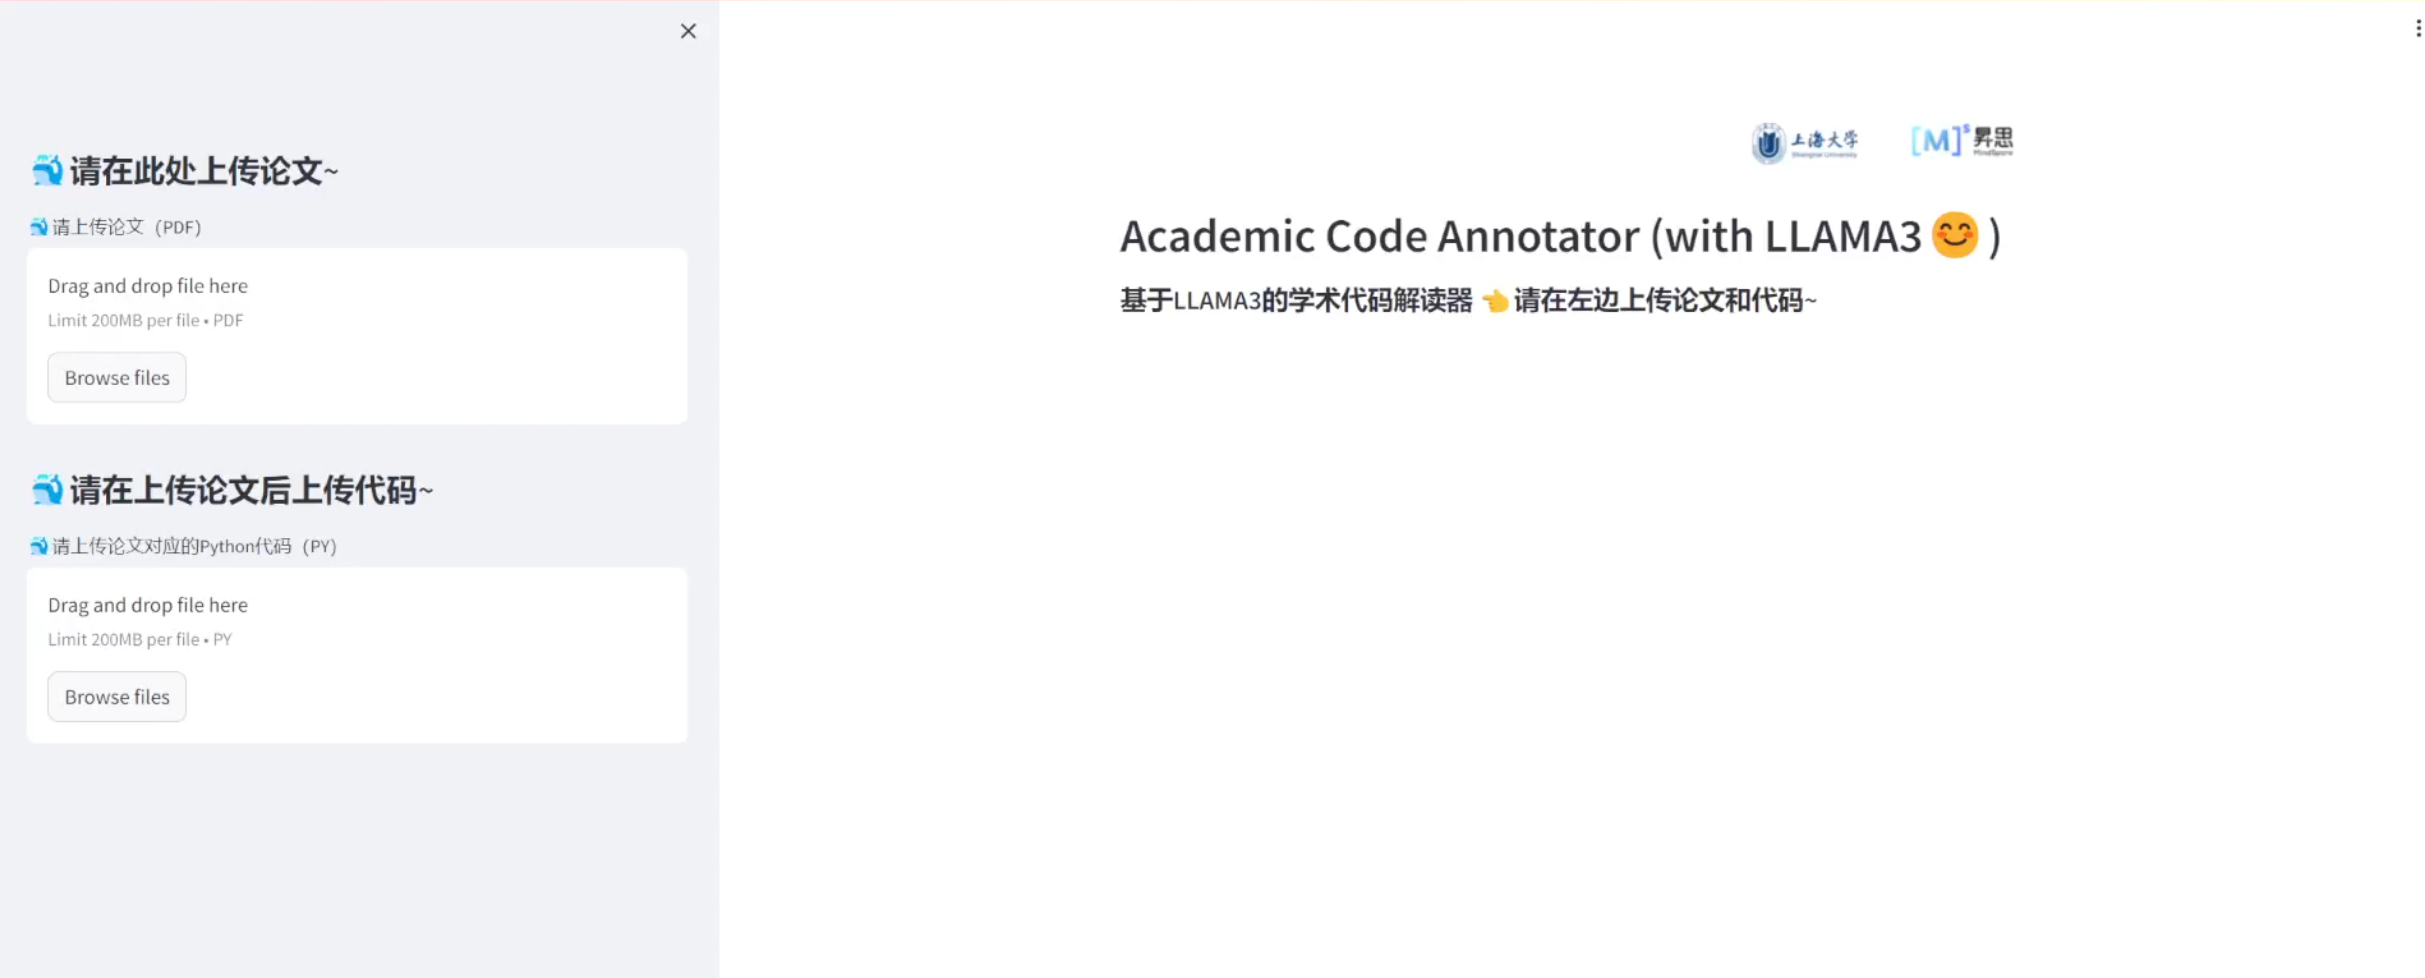 请在此处上传论文~
请上传论文（PDF）
Drag and drop file here
Limit 200MB per file • PDF
Browse files
请在上传论文后上传代码~
请上传论文对应的Python代码（PY）
Drag and drop file here
Limit 200MB per file • PY
Browse files
上海大学
Shanghai University
[M]s 昇思
MindSpore
Academic Code Annotator (with LLAMA3 😊 )
基于LLAMA3的学术代码解读器 👈 请在左边上传论文和代码~